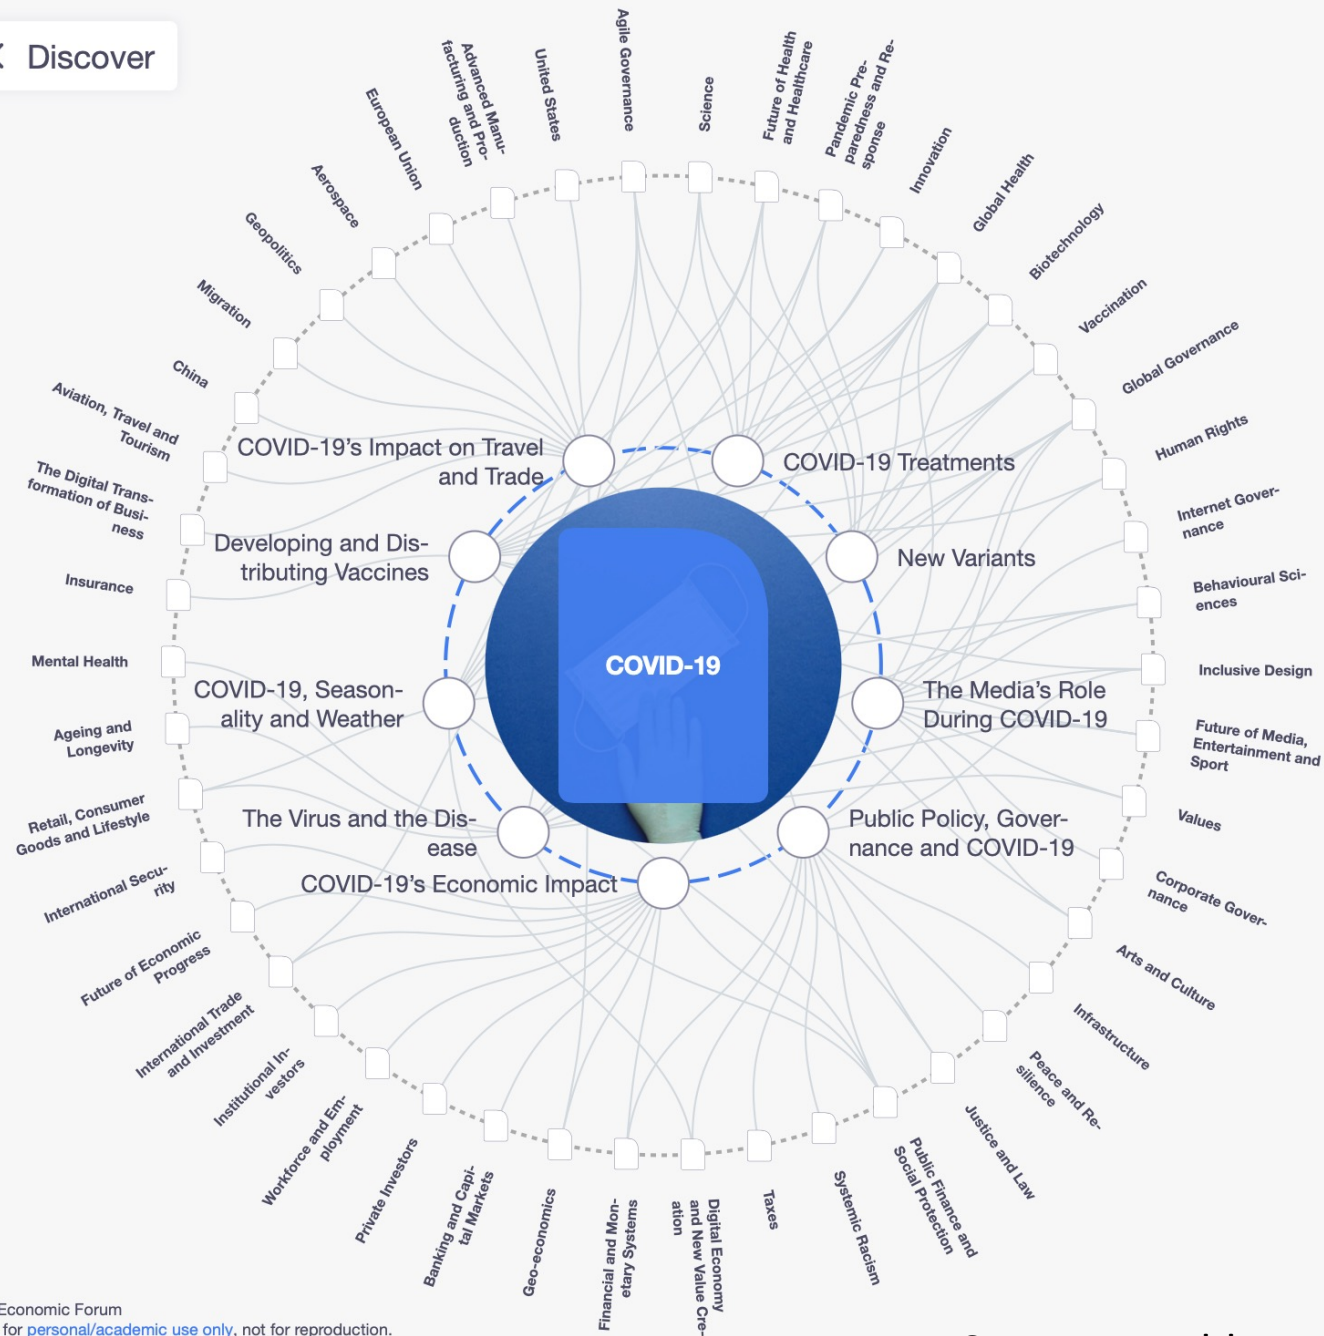 Discover
Agile Governance
Science
Future of Health
and Healthcare
Pandemic Pre-
paredness and Re-
sponse
Innovation
Global Health
Biotechnology
Vaccination
Global Governance
Human Rights
Internet Gover-
nance
Behavioural Sci-
ences
Inclusive Design
Future of Media,
Entertainment and
Sport
Values
Corporate Gover-
nance
Arts and Culture
Infrastructure
Peace and Re-
silience
Justice and Law
Public Finance and
Social Protection
Systemic Racism
Taxes
Digital Economy
and New Value Cre-
ation
Financial and Mon-
etary Systems
Geo-economics
Banking and Capi-
tal Markets
Private Investors
Workforce and Em-
ployment
Institutional In-
vestors
International Trade
and Investment
Future of Economic
Progress
International Secu-
rity
Retail, Consumer
Goods and Lifestyle
Ageing and
Longevity
Mental Health
Insurance
The Digital Trans-
formation of Busi-
ness
Aviation, Travel and
Tourism
China
Migration
Geopolitics
Aerospace
European Union
Advanced Manu-
facturing and Pro-
duction
United States
COVID-19's Impact on Travel
and Trade
COVID-19 Treatments
Developing and Dis-
tributing Vaccines
New Variants
COVID-19
COVID-19, Season-
ality and Weather
The Media's Role
During COVID-19
The Virus and the Dis-
ease
Public Policy, Gover-
nance and COVID-19
COVID-19's Economic Impact
Economic Forum
for personal/academic use only, not for reproduction.